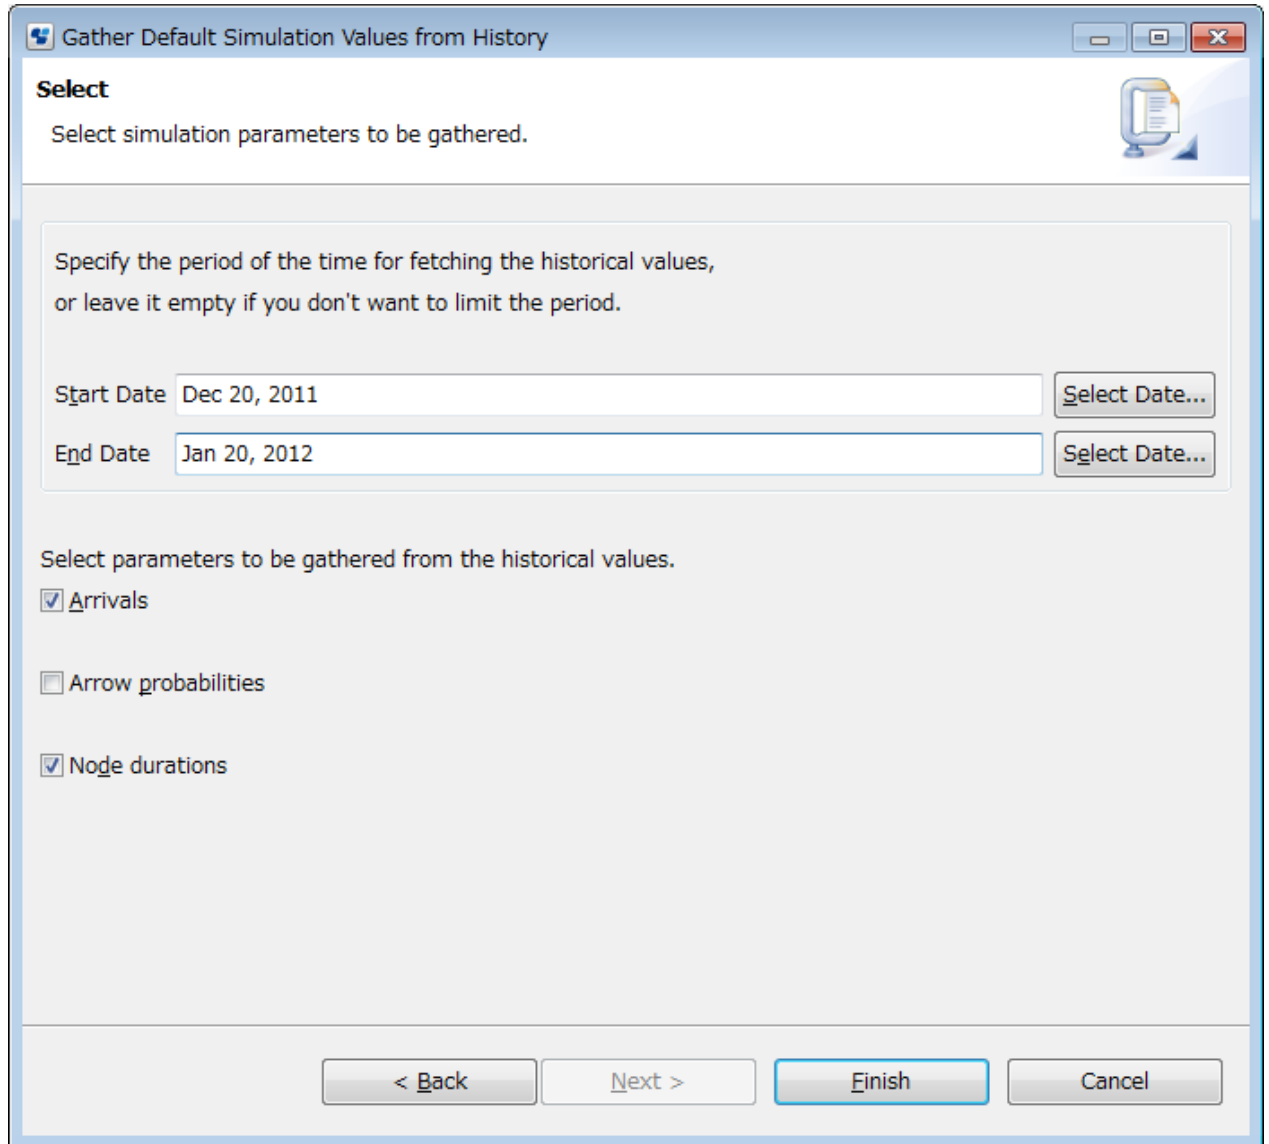 Gather Default Simulation Values from History
Select
Select simulation parameters to be gathered.
Specify the period of the time for fetching the historical values,
or leave it empty if you don't want to limit the period.
Start Date Dec 20, 2011 Select Date...
End Date Jan 20, 2012 Select Date...
Select parameters to be gathered from the historical values.
Arrivals
Arrow probabilities
Node durations
< Back Next > Finish Cancel